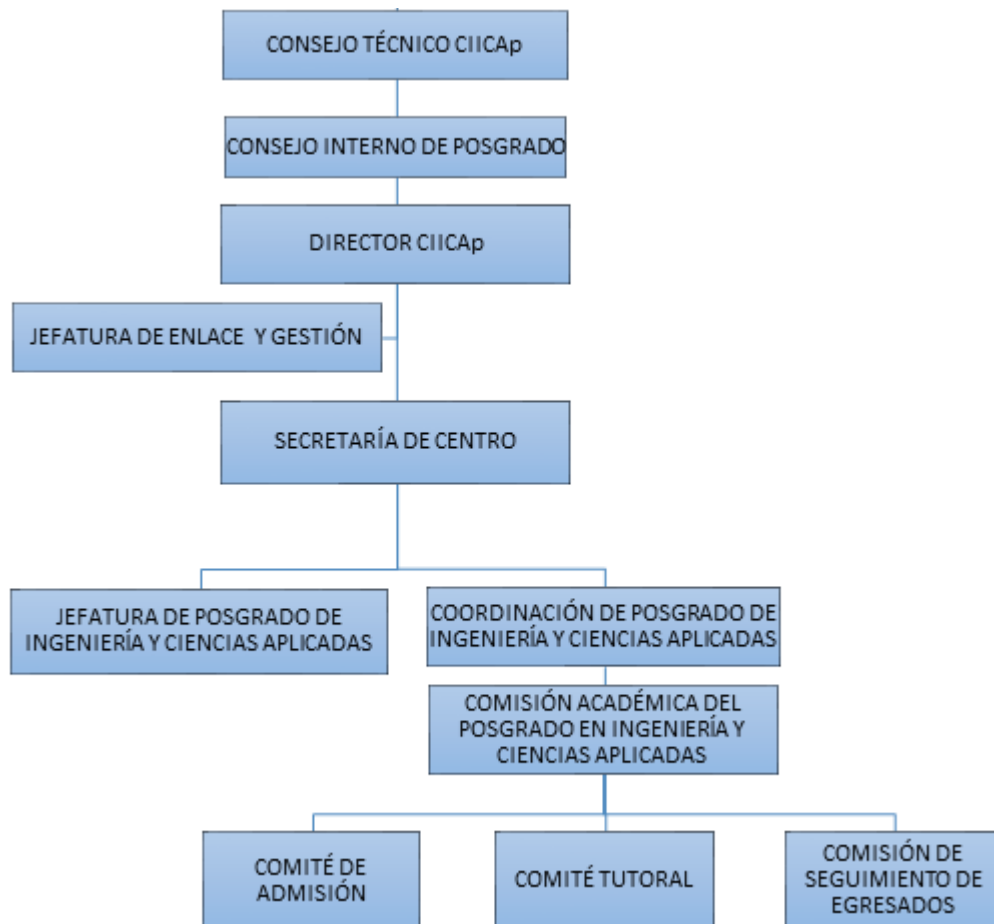 CONSEJO TÉCNICO CIICAp
CONSEJO INTERNO DE POSGRADO
DIRECTOR CIICAp
JEFATURA DE ENLACE Y GESTIÓN
SECRETARÍA DE CENTRO
JEFATURA DE POSGRADO DE
INGENIERÍA Y CIENCIAS APLICADAS
COORDINACIÓN DE POSGRADO DE
INGENIERÍA Y CIENCIAS APLICADAS
COMISIÓN ACADÉMICA DEL
POSGRADO EN INGENIERÍA Y
CIENCIAS APLICADAS
COMITÉ DE
ADMISIÓN
COMITÉ TUTORAL
COMISIÓN DE
SEGUIMIENTO DE
EGRESADOS